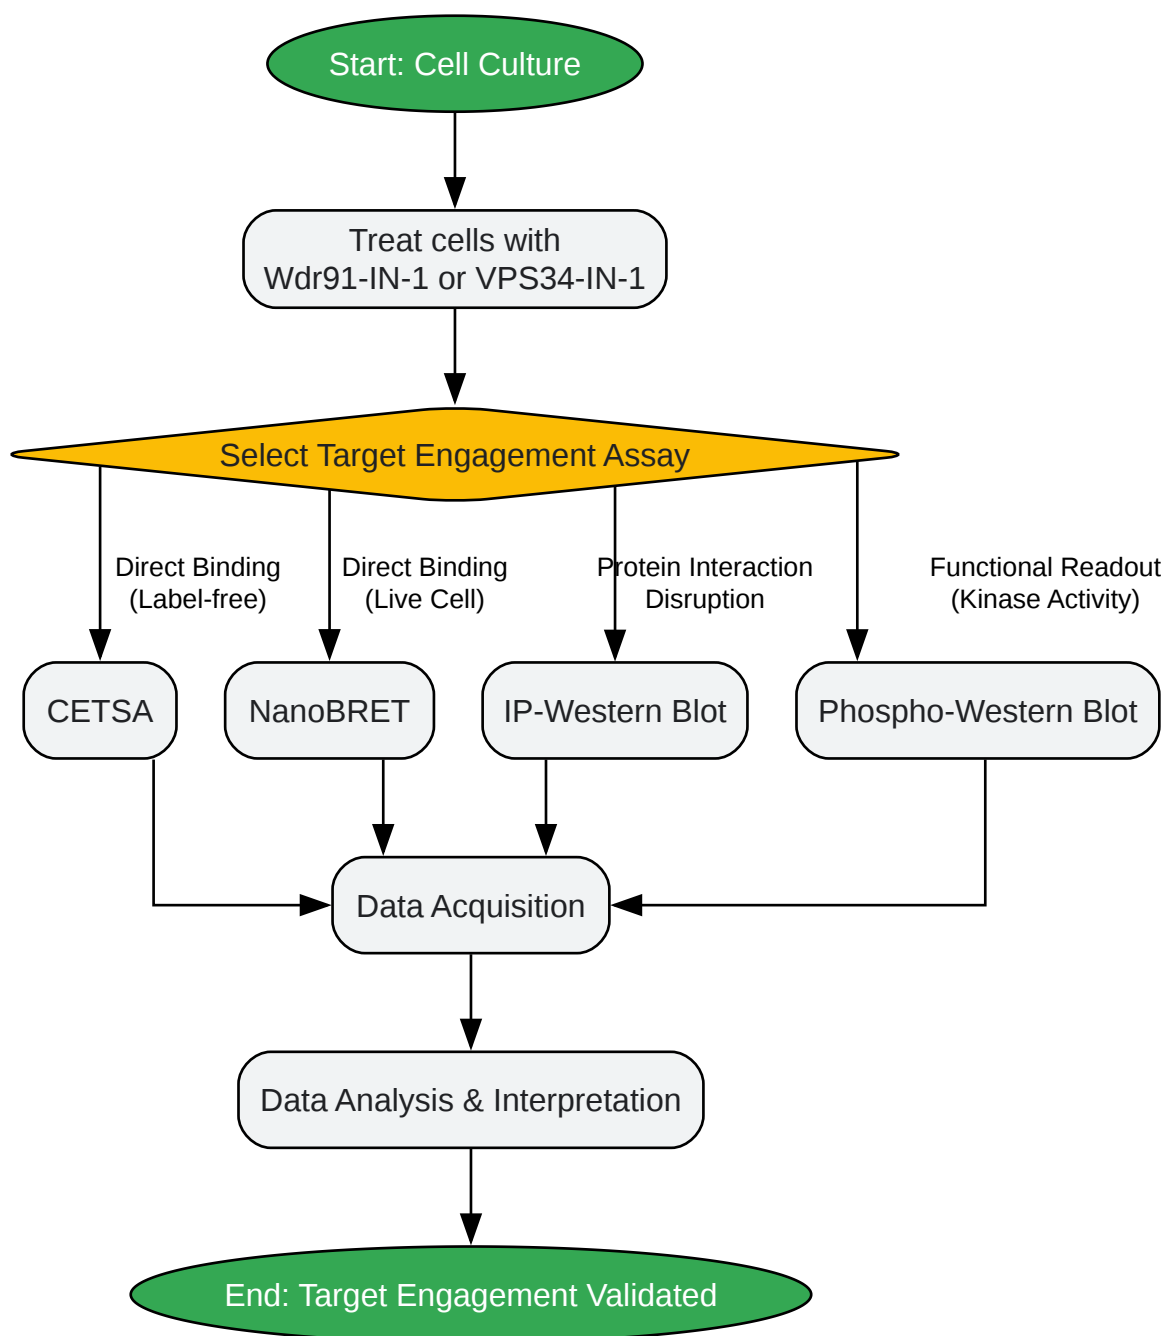 Start: Cell Culture
Treat cells with
Wdr91-IN-1 or VPS34-IN-1
Select Target Engagement Assay
Direct Binding
(Label-free)
Direct Binding
(Live Cell)
Protein Interaction
Disruption
Functional Readout
(Kinase Activity)
CETSA
NanoBRET
IP-Western Blot
Phospho-Western Blot
Data Acquisition
Data Analysis & Interpretation
End: Target Engagement Validated